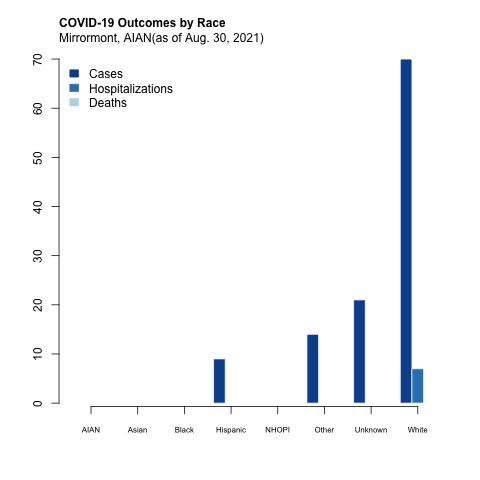 COVID-19 Outcomes by Race
Mirrormont, AIAN(as of Aug. 30, 2021)
70
60
50
40
30
20
10
0
Cases
Hospitalizations
Deaths
AIAN Asian Black Hispanic NHOPI Other Unknown White